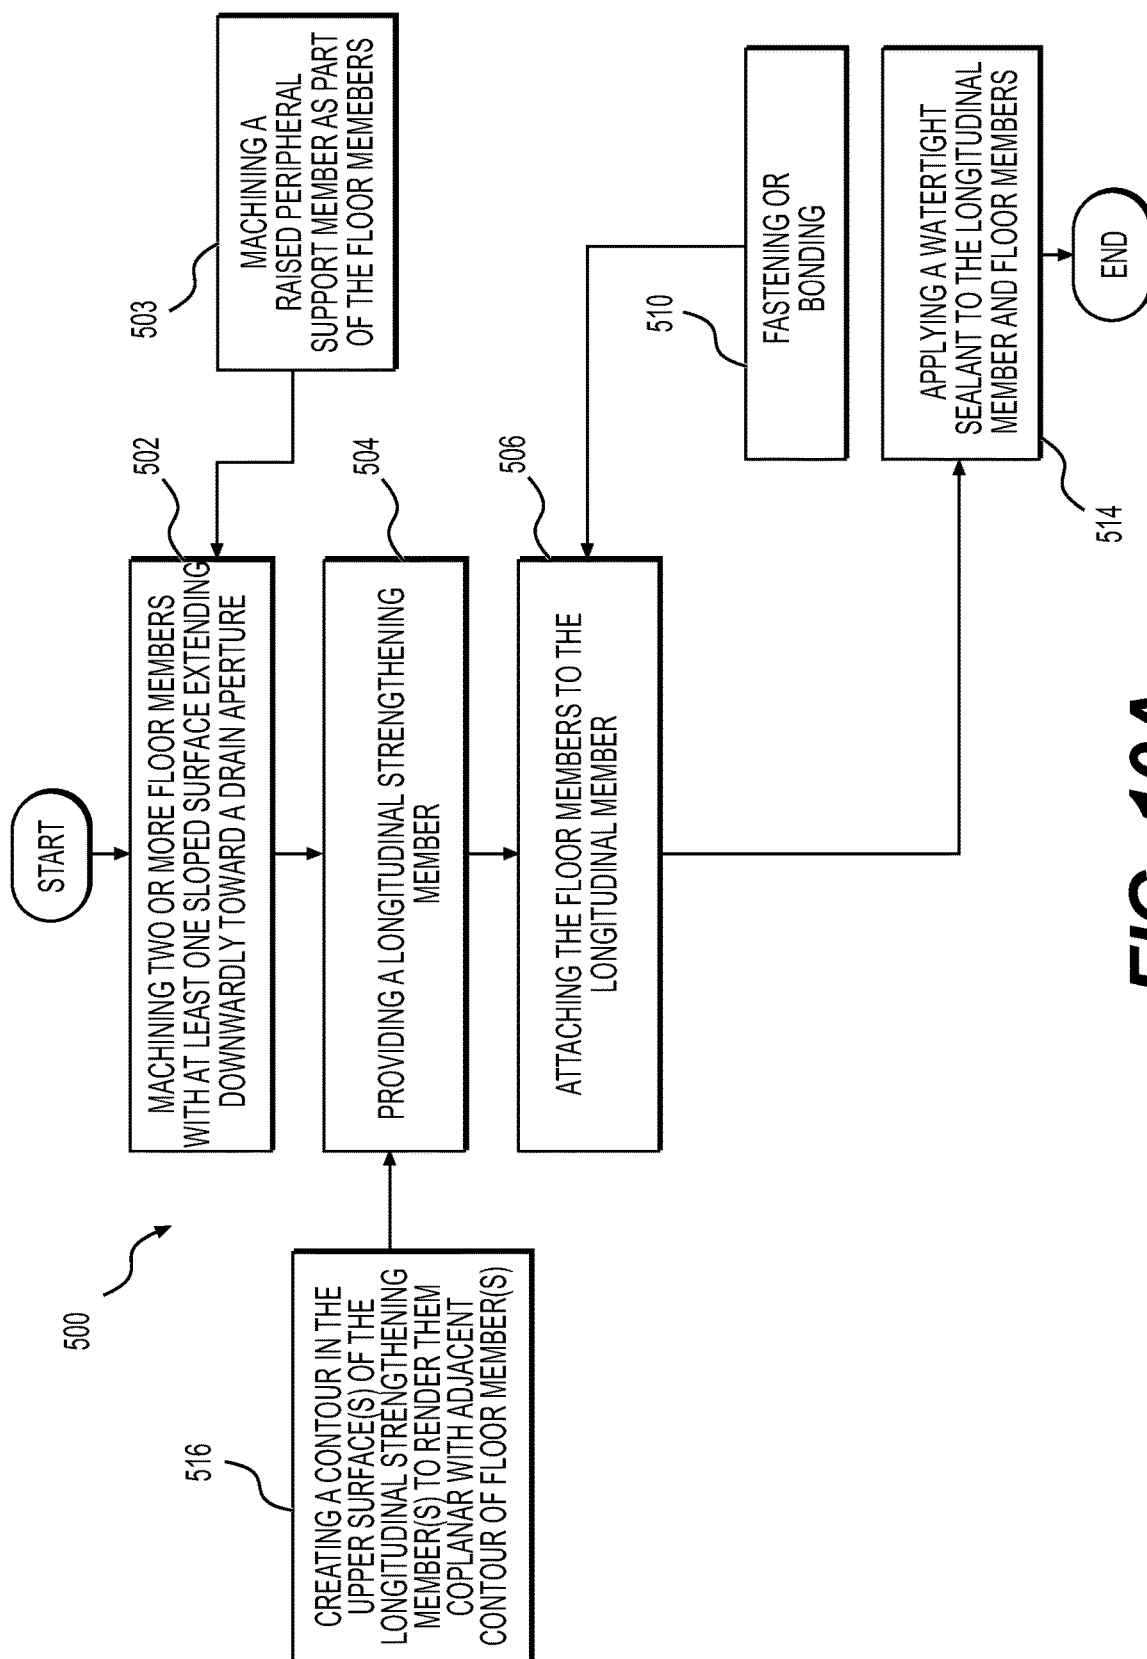 500
START
MACHINING TWO OR MORE FLOOR MEMBERS
WITH AT LEAST ONE SLOPED SURFACE EXTENDING
DOWNWARDLY TOWARD A DRAIN APERTURE
502
MACHINING A
RAISED PERIPHERAL
SUPPORT MEMBER AS PART
OF THE FLOOR MEMEBERS
503
CREATING A CONTOUR IN THE
UPPER SURFACE(S) OF THE
LONGITUDINAL STRENGTHENING
MEMBER(S) TO RENDER THEM
COPLANAR WITH ADJACENT
CONTOUR OF FLOOR MEMBER(S)
516
PROVIDING A LONGITUDINAL STRENGTHENING
MEMBER
504
ATTACHING THE FLOOR MEMBERS TO THE
LONGITUDINAL MEMBER
506
FASTENING OR
BONDING
510
APPLYING A WATERTIGHT
SEALANT TO THE LONGITUDINAL
MEMBER AND FLOOR MEMBERS
514
END
FIG. 10A